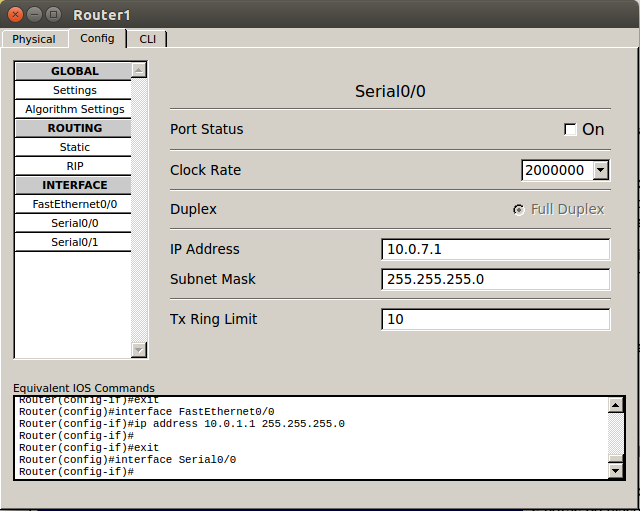 Router1
Physical Config CLI
GLOBAL
Settings
Algorithm Settings
ROUTING
Static
RIP
INTERFACE
FastEthernet0/0
Serial0/0
Serial0/1
Serial0/0
Port Status On
Clock Rate 2000000
Duplex Full Duplex
IP Address 10.0.7.1
Subnet Mask 255.255.255.0
Tx Ring Limit 10
Equivalent IOS Commands
Router(config-if)#exit
Router(config)#interface FastEthernet0/0
Router(config-if)#ip address 10.0.1.1 255.255.255.0
Router(config-if)#
Router(config-if)#exit
Router(config)#interface Serial0/0
Router(config-if)#